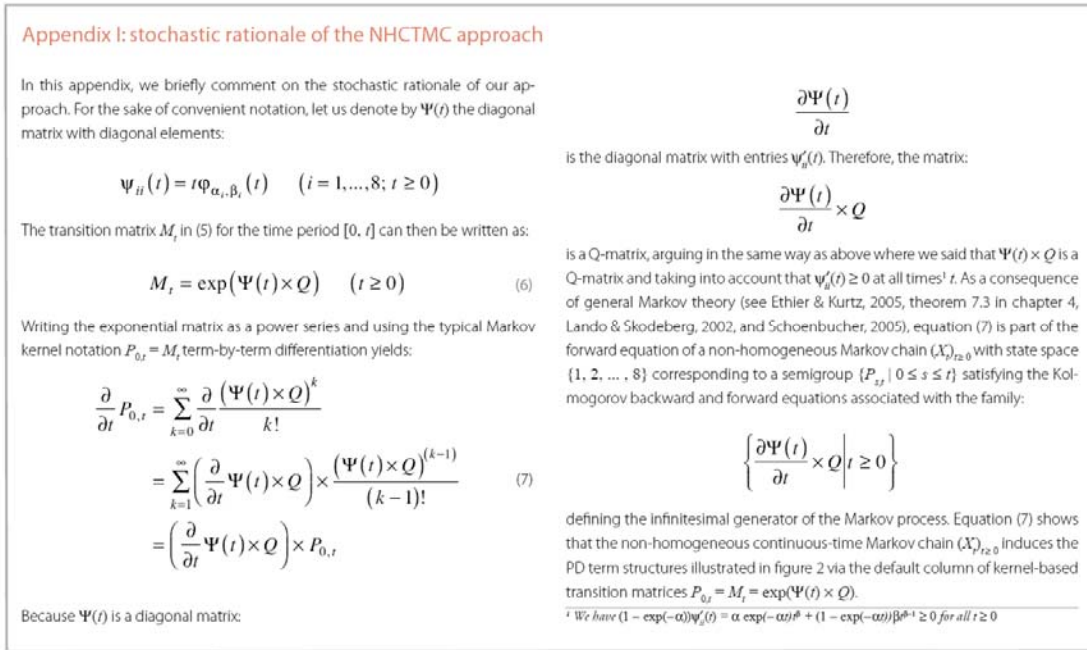 Appendix I: stochastic rationale of the NHCTMC approach
In this appendix, we briefly comment on the stochastic rationale of our ap-
proach. For the sake of convenient notation, let us denote by Ψ(t) the diagonal
matrix with diagonal elements:
ψ_ii(t) = tφ_{α_i,β_i}(t) (i = 1,...,8; t ≥ 0)
The transition matrix M_t in (5) for the time period [0, t] can then be written as:
M_t = exp(Ψ(t)×Q) (t ≥ 0) (6)
Writing the exponential matrix as a power series and using the typical Markov
kernel notation P_{0,t} = M_t term-by-term differentiation yields:
∂/∂t P_{0,t} = ∑_{k=0}^{∞} ∂/∂t (Ψ(t)×Q)^k / k!
= ∑_{k=1}^{∞} (∂/∂t Ψ(t)×Q) × (Ψ(t)×Q)^{(k−1)} / (k−1)! (7)
= (∂/∂t Ψ(t)×Q) × P_{0,t}
Because Ψ(t) is a diagonal matrix:
∂Ψ(t)/∂t
is the diagonal matrix with entries ψ′_ii(t). Therefore, the matrix:
∂Ψ(t)/∂t × Q
is a Q-matrix, arguing in the same way as above where we said that Ψ(t) × Q is a
Q-matrix and taking into account that ψ′_ii(t) ≥ 0 at all times¹ t. As a consequence
of general Markov theory (see Ethier & Kurtz, 2005, theorem 7.3 in chapter 4,
Lando & Skodeberg, 2002, and Schoenbucher, 2005), equation (7) is part of the
forward equation of a non-homogeneous Markov chain (X_t)_{t≥0} with state space
{1, 2, ... , 8} corresponding to a semigroup {P_{s,t} | 0 ≤ s ≤ t} satisfying the Kol-
mogorov backward and forward equations associated with the family:
{∂Ψ(t)/∂t × Q | t ≥ 0}
defining the infinitesimal generator of the Markov process. Equation (7) shows
that the non-homogeneous continuous-time Markov chain (X_t)_{t≥0} induces the
PD term structures illustrated in figure 2 via the default column of kernel-based
transition matrices P_{0,t} = M_t = exp(Ψ(t) × Q).
¹ We have (1 − exp(−α))ψ′_ii(t) = α exp(−αt)t^β + (1 − exp(−αt))βt^{β−1} ≥ 0 for all t ≥ 0